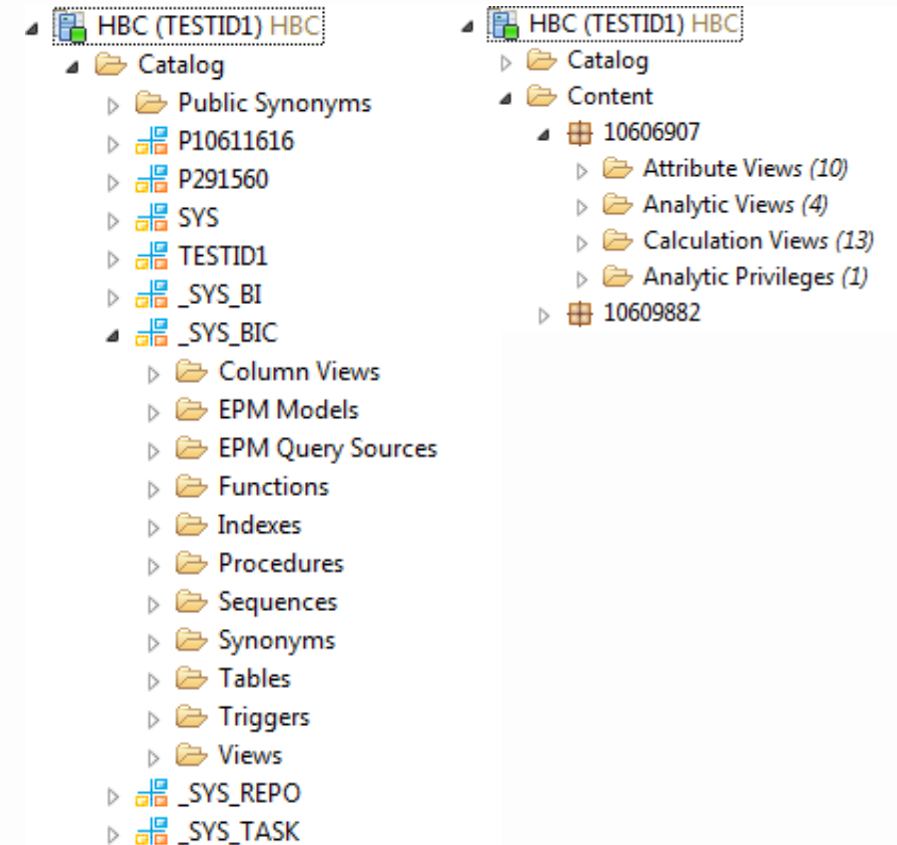 HBC (TESTID1) HBC
Catalog
Public Synonyms
P10611616
P291560
SYS
TESTID1
_SYS_BI
_SYS_BIC
Column Views
EPM Models
EPM Query Sources
Functions
Indexes
Procedures
Sequences
Synonyms
Tables
Triggers
Views
_SYS_REPO
_SYS_TASK
HBC (TESTID1) HBC
Catalog
Content
10606907
Attribute Views (10)
Analytic Views (4)
Calculation Views (13)
Analytic Privileges (1)
10609882